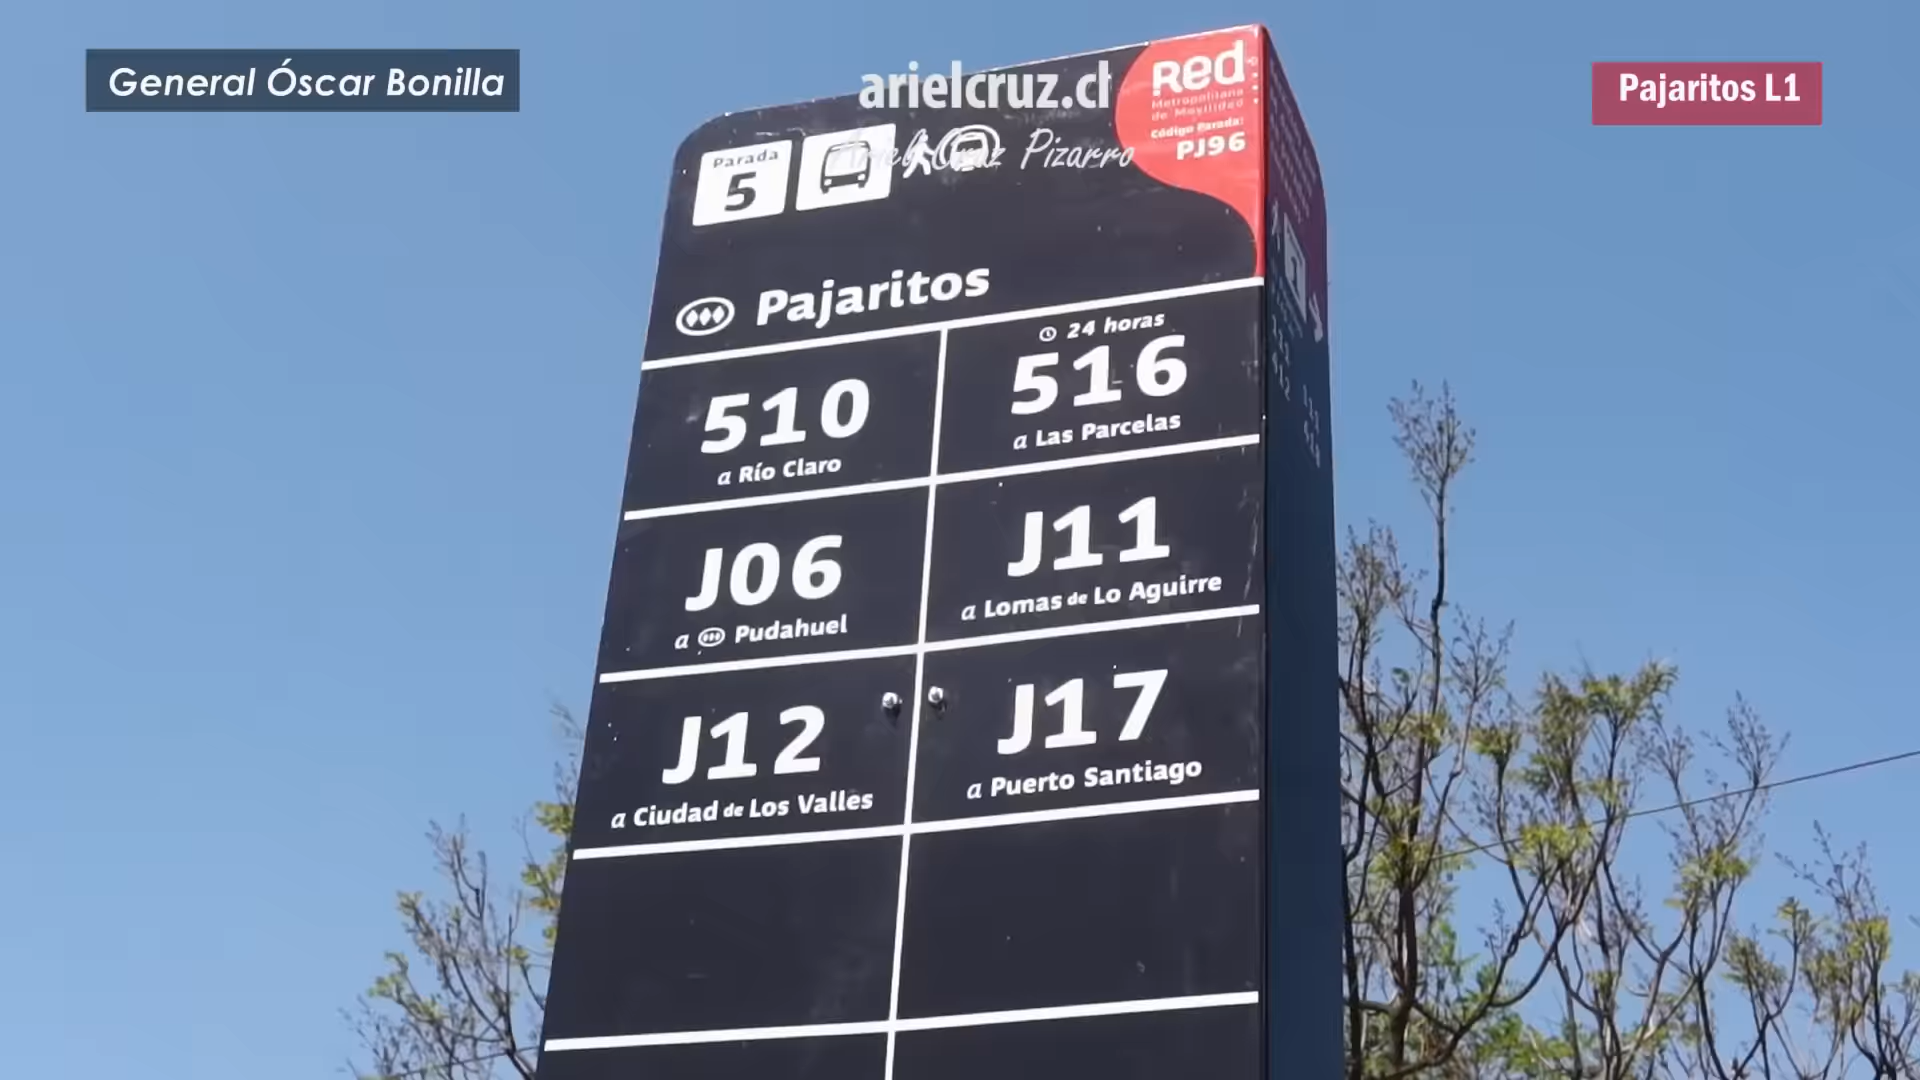 General Óscar Bonilla
arielcruz.cl
Ariel Cruz Pizarro
Pajaritos L1
Red
Metropolitana
de Movilidad
Código Parada:
PJ96
Parada
5
Pajaritos
510
a Río Claro
24 horas
516
a Las Parcelas
J06
a Pudahuel
J11
a Lomas de Lo Aguirre
J12
a Ciudad de Los Valles
J17
a Puerto Santiago